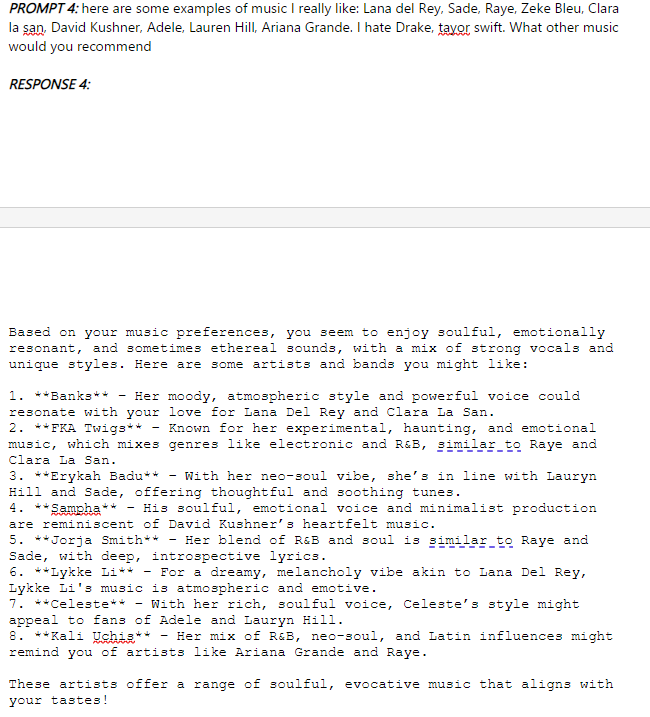 PROMPT 4: here are some examples of music I really like: Lana del Rey, Sade, Raye, Zeke Bleu, Clara
la san, David Kushner, Adele, Lauren Hill, Ariana Grande. I hate Drake, tayor swift. What other music
would you recommend
RESPONSE 4:
Based on your music preferences, you seem to enjoy soulful, emotionally
resonant, and sometimes ethereal sounds, with a mix of strong vocals and
unique styles. Here are some artists and bands you might like:
1. **Banks** – Her moody, atmospheric style and powerful voice could
resonate with your love for Lana Del Rey and Clara La San.
2. **FKA Twigs** – Known for her experimental, haunting, and emotional
music, which mixes genres like electronic and R&B, similar to Raye and
Clara La San.
3. **Erykah Badu** – With her neo-soul vibe, she’s in line with Lauryn
Hill and Sade, offering thoughtful and soothing tunes.
4. **Sampha** – His soulful, emotional voice and minimalist production
are reminiscent of David Kushner’s heartfelt music.
5. **Jorja Smith** – Her blend of R&B and soul is similar to Raye and
Sade, with deep, introspective lyrics.
6. **Lykke Li** – For a dreamy, melancholy vibe akin to Lana Del Rey,
Lykke Li's music is atmospheric and emotive.
7. **Celeste** – With her rich, soulful voice, Celeste’s style might
appeal to fans of Adele and Lauryn Hill.
8. **Kali Uchis** – Her mix of R&B, neo-soul, and Latin influences might
remind you of artists like Ariana Grande and Raye.
These artists offer a range of soulful, evocative music that aligns with
your tastes!